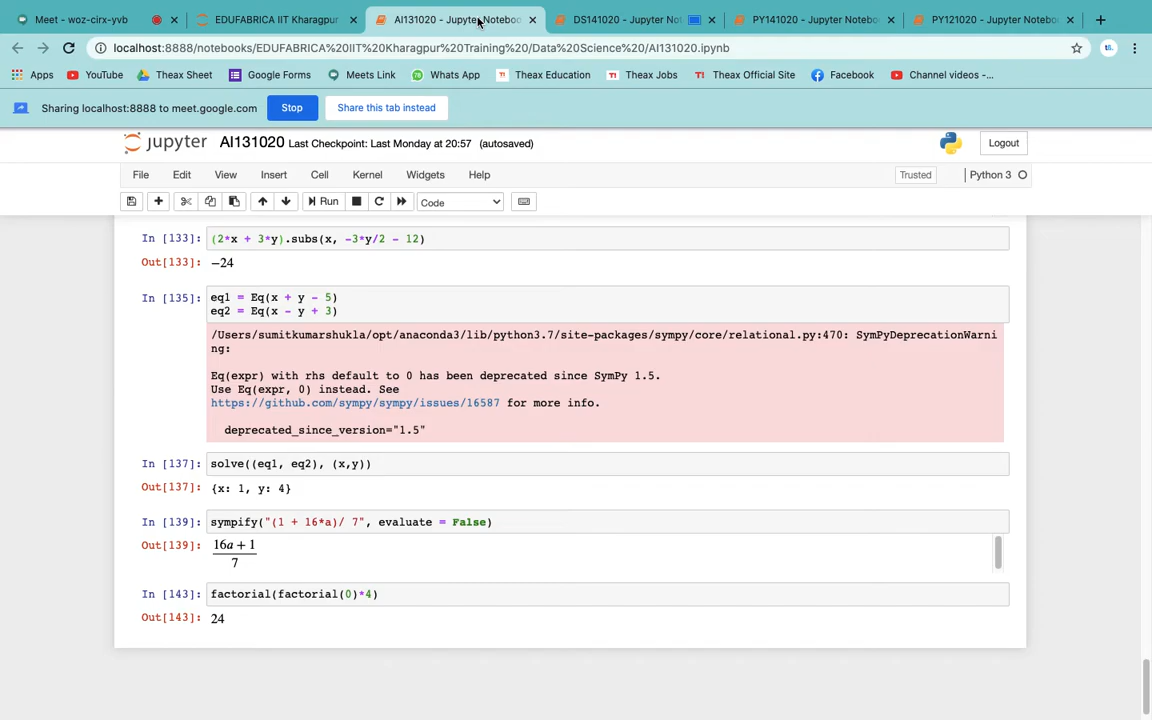 Meet - woz-cirx-yvb
EDUFABRICA IIT Kharagpur
AI131020 - Jupyter Notebook
DS141020 - Jupyter Not
PY141020 - Jupyter Notebook
PY121020 - Jupyter Notebook
localhost:8888/notebooks/EDUFABRICA%20IIT%20Kharagpur%20Training%20/Data%20Science%20/AI131020.ipynb
Apps YouTube Theax Sheet Google Forms Meets Link Whats App Theax Education Theax Jobs Theax Official Site Facebook Channel videos -...
Sharing localhost:8888 to meet.google.com Stop Share this tab instead
jupyter AI131020 Last Checkpoint: Last Monday at 20:57 (autosaved) Logout
File Edit View Insert Cell Kernel Widgets Help Trusted Python 3
Run Code
In [133]: (2*x + 3*y).subs(x, -3*y/2 - 12)
Out[133]: −24
In [135]: eq1 = Eq(x + y - 5)
eq2 = Eq(x - y + 3)
/Users/sumitkumarshukla/opt/anaconda3/lib/python3.7/site-packages/sympy/core/relational.py:470: SymPyDeprecationWarni
ng:
Eq(expr) with rhs default to 0 has been deprecated since SymPy 1.5.
Use Eq(expr, 0) instead. See
https://github.com/sympy/sympy/issues/16587 for more info.
deprecated_since_version="1.5"
In [137]: solve((eq1, eq2), (x,y))
Out[137]: {x: 1, y: 4}
In [139]: sympify("(1 + 16*a)/ 7", evaluate = False)
Out[139]: 16a + 1
7
In [143]: factorial(factorial(0)*4)
Out[143]: 24